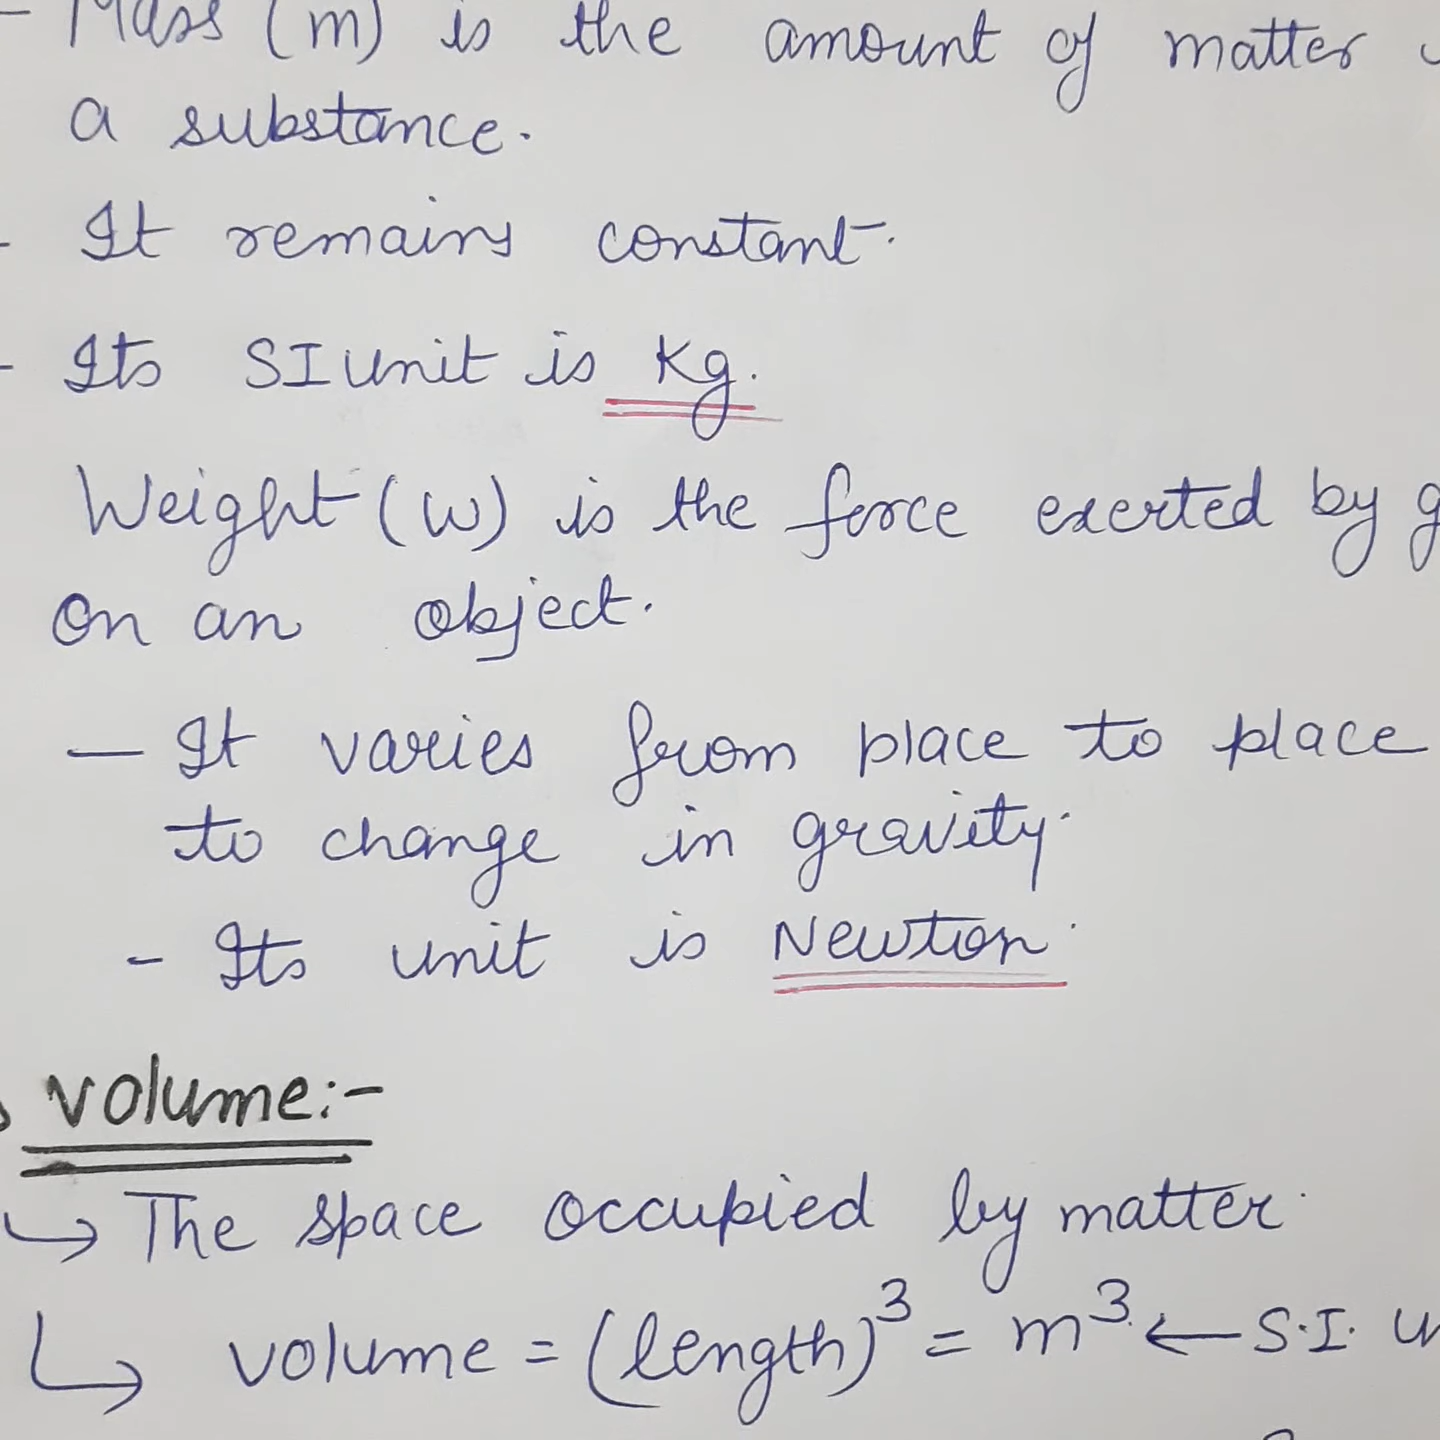 - Mass (m) is the amount of matter
a substance.
- It remains constant.
- Its SI unit is Kg.
Weight (W) is the force exerted by g
on an object.
— It varies from place to place
to change in gravity.
- Its unit is Newton.
Volume:-
↳ The space occupied by matter.
↳ volume = (length)³ = m³ ← S.I. u